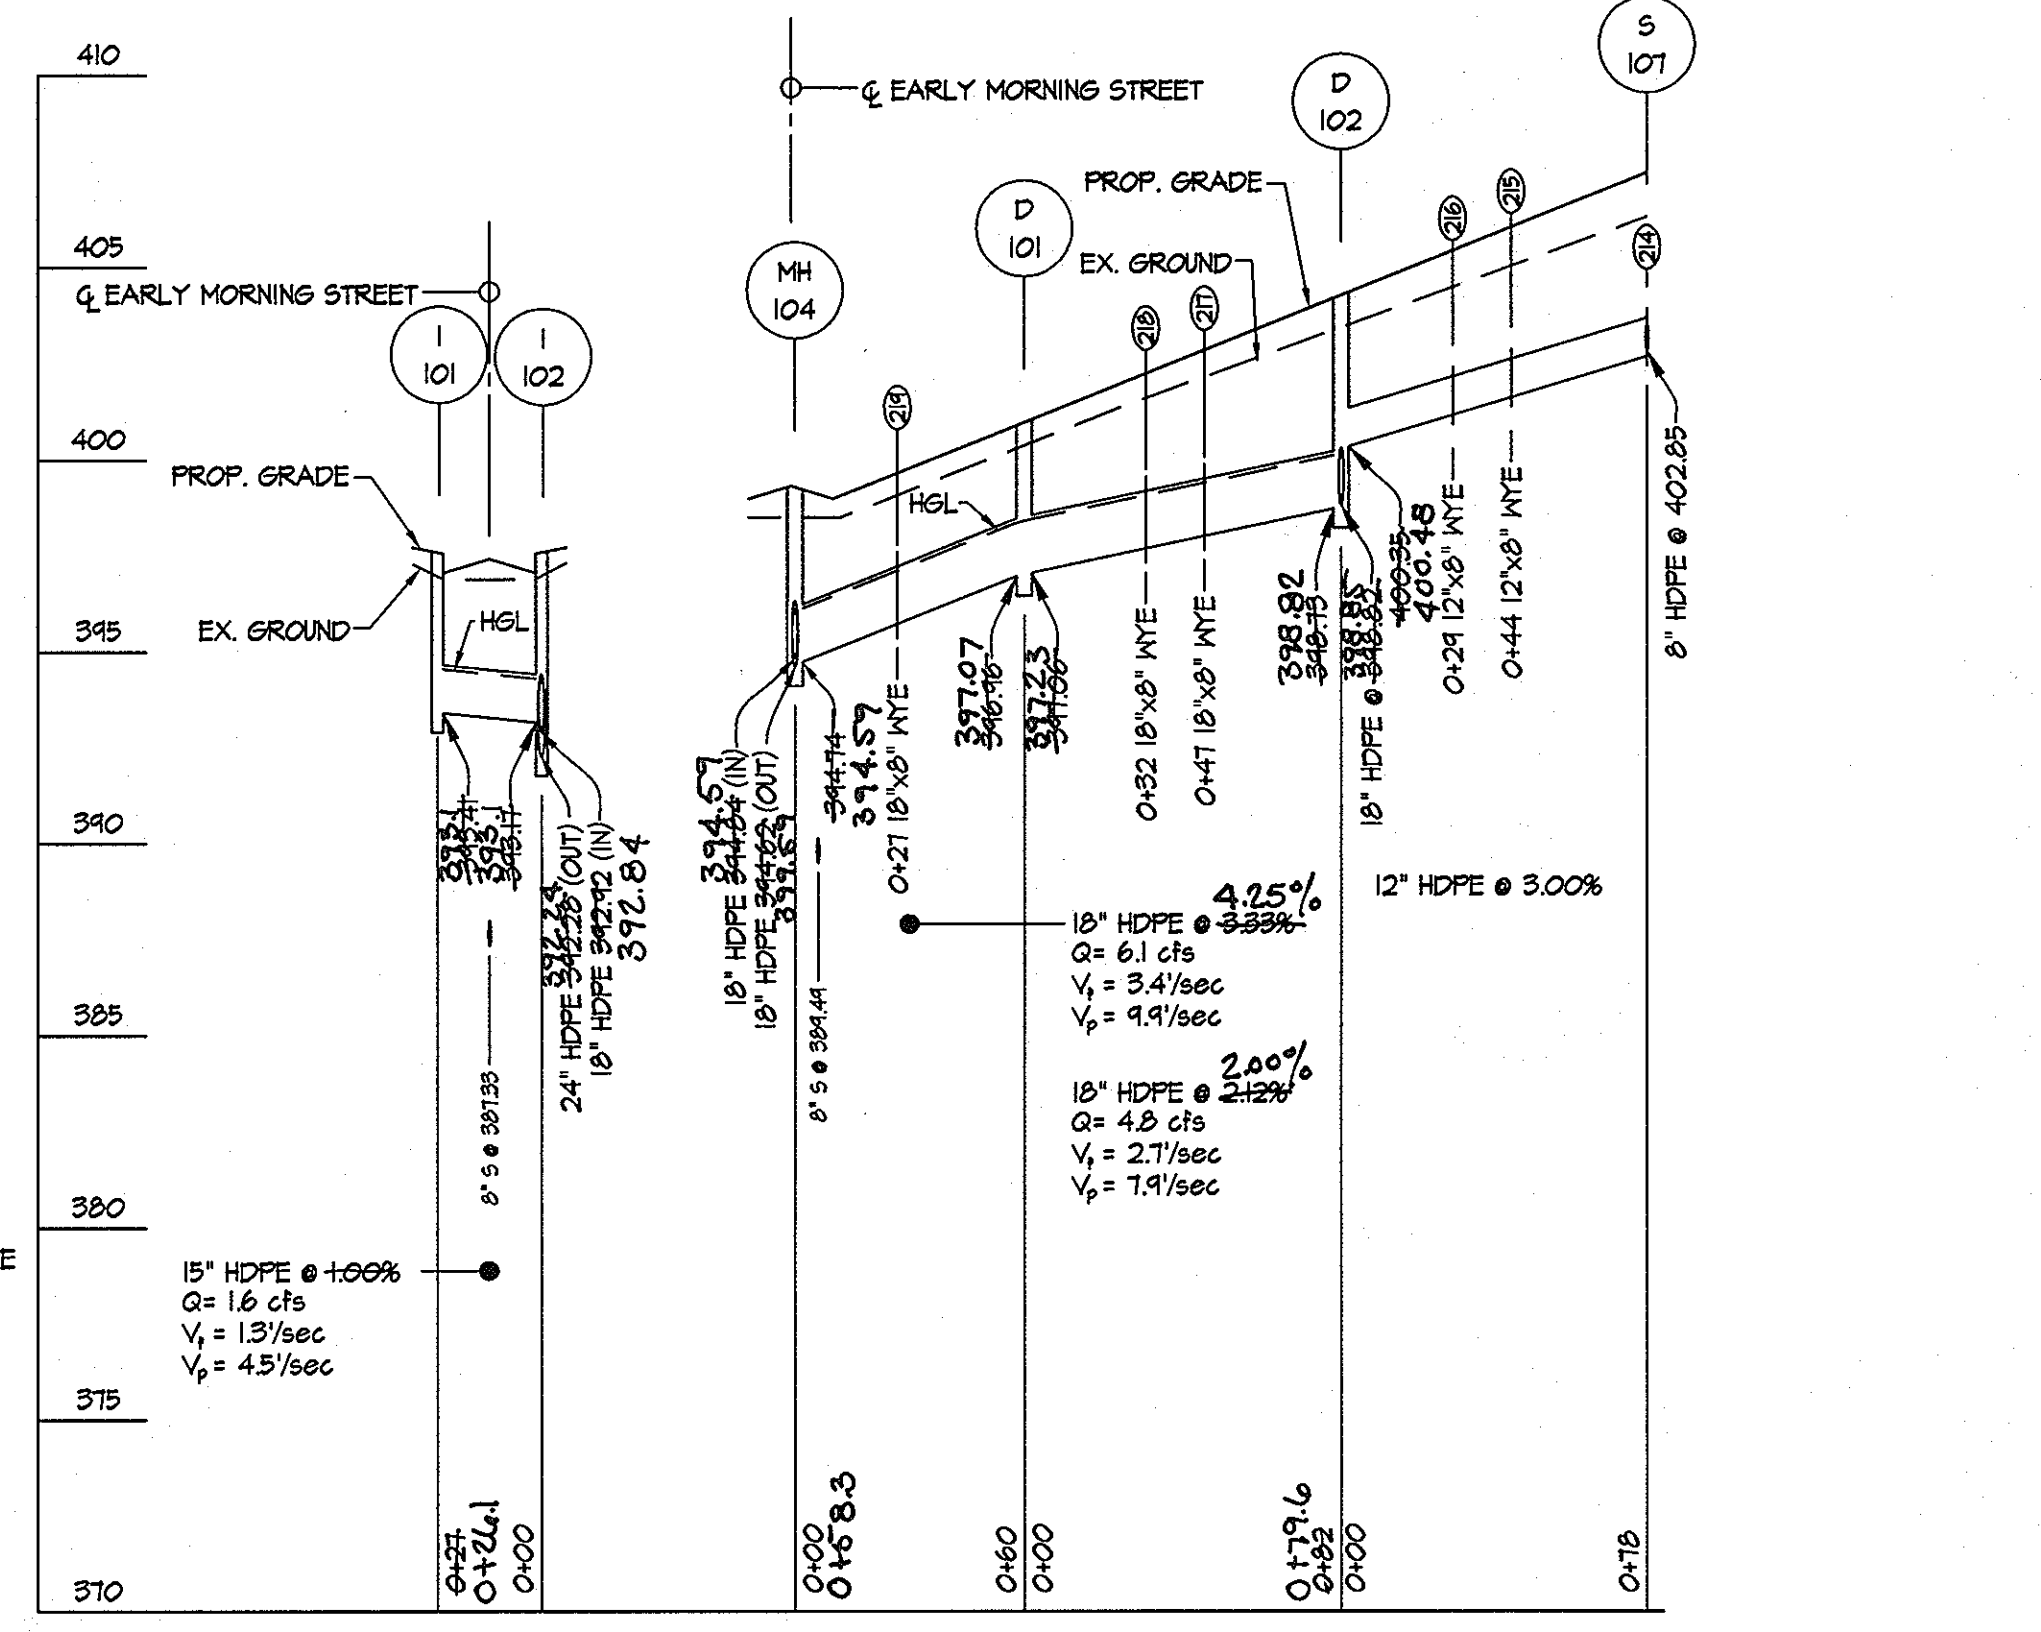 410
405
400
395
390
385
380
375
370
E
℄ EARLY MORNING STREET
I
101
I
102
PROP. GRADE
EX. GROUND
HGL
393.1
393.41
393.1
393.17
392.24
24" HDPE 392.28 (OUT)
18" HDPE 392.92 (IN)
392.84
8" S @ 387.33
15" HDPE @ 1.00%
Q= 1.6 cfs
Vf = 1.3'/sec
Vp = 4.5'/sec
0+27
0+26.1
0+00
℄ EARLY MORNING STREET
MH
104
219
D
101
218
217
D
102
216
215
S
107
214
PROP. GRADE
EX. GROUND
HGL
394.59
18" HDPE 394.84 (IN)
18" HDPE 394.62 (OUT)
394.74
394.59
8" S @ 389.49
0+27 18"x8" WYE
397.07
396.96
397.23
397.06
0+32 18"x8" WYE
0+47 18"x8" WYE
398.82
398.73
398.85
18" HDPE @ 398.82
400.35
400.48
0+29 12"x8" WYE
0+44 12"x8" WYE
8" HDPE @ 402.85
12" HDPE @ 3.00%
4.25%
18" HDPE @ 3.33%
Q= 6.1 cfs
Vf = 3.4'/sec
Vp = 9.9'/sec
2.00%
18" HDPE @ 2.12%
Q= 4.8 cfs
Vf = 2.7'/sec
Vp = 7.9'/sec
0+00
0+58.3
0+60
0+00
0+79.6
0+82
0+00
0+78